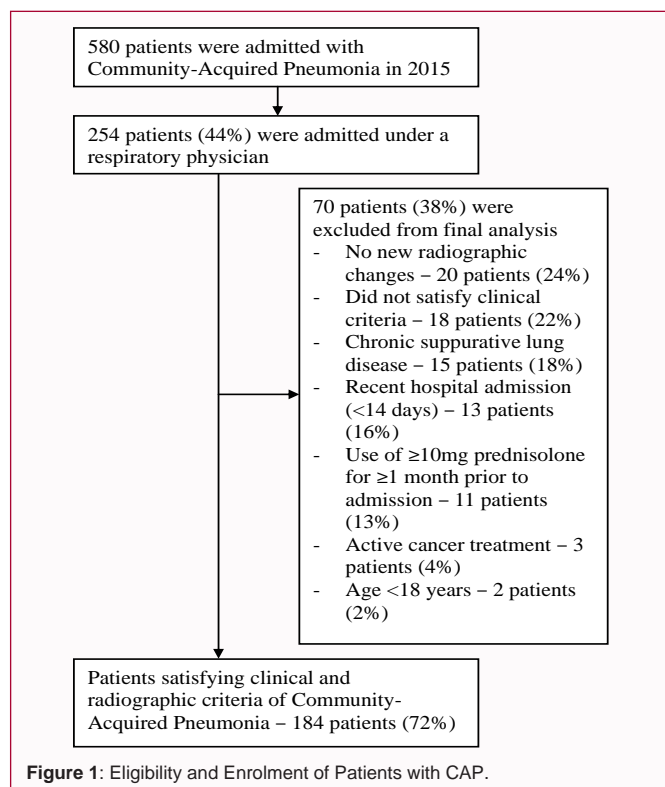 580 patients were admitted with
Community-Acquired Pneumonia in 2015
254 patients (44%) were admitted under a
respiratory physician
70 patients (38%) were
excluded from final analysis
- No new radiographic
changes – 20 patients (24%)
- Did not satisfy clinical
criteria – 18 patients (22%)
- Chronic suppurative lung
disease – 15 patients (18%)
- Recent hospital admission
(<14 days) – 13 patients
(16%)
- Use of ≥10mg prednisolone
for ≥1 month prior to
admission – 11 patients
(13%)
- Active cancer treatment – 3
patients (4%)
- Age <18 years – 2 patients
(2%)
Patients satisfying clinical and
radiographic criteria of Community-
Acquired Pneumonia – 184 patients (72%)
Figure 1: Eligibility and Enrolment of Patients with CAP.